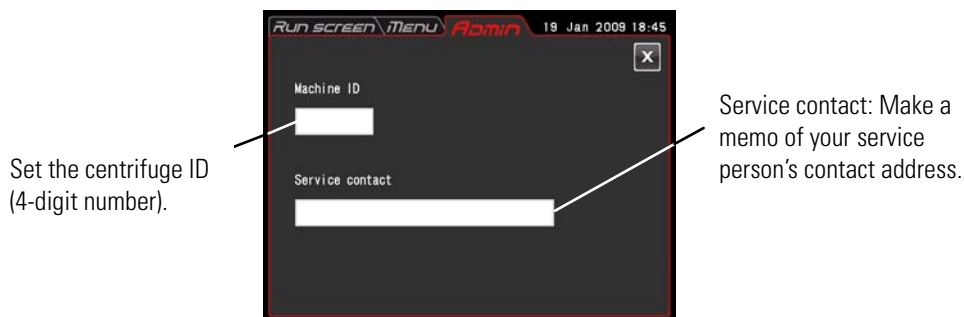 Run screen Menu Admin 19 Jan 2009 18:45
X
Machine ID
Service contact: Make a
memo of your service
person's contact address.
Set the centrifuge ID
(4-digit number).
Service contact